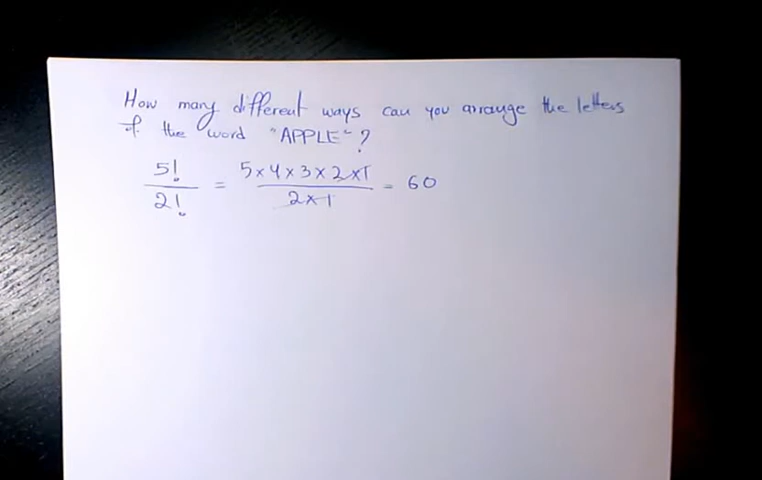 How many different ways can you arrange the letters
of the word "APPLE"?
5!/2! = 5×4×3×2×1/2×1 = 60